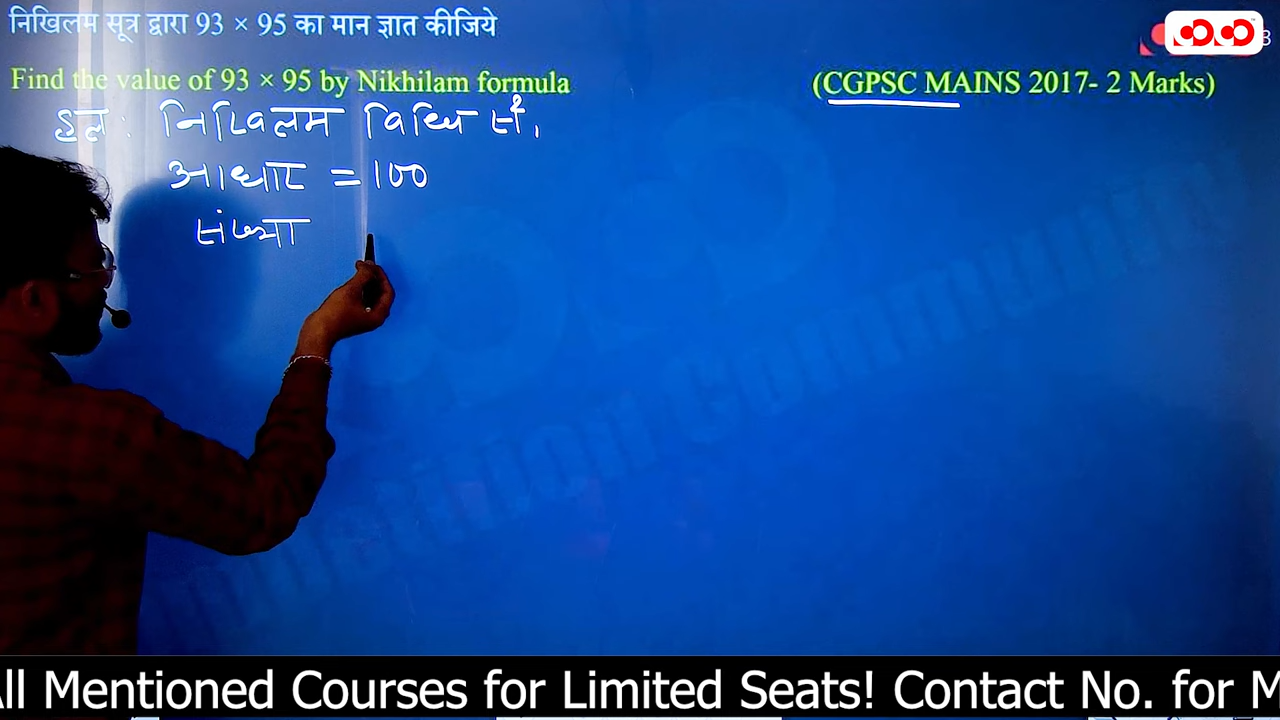 निखिलम सूत्र द्वारा 93 × 95 का मान ज्ञात कीजिये
Find the value of 93 × 95 by Nikhilam formula (CGPSC MAINS 2017- 2 Marks)
हल: निखिलम विधि से,
आधार = 100
संख्या
All Mentioned Courses for Limited Seats! Contact No. for M